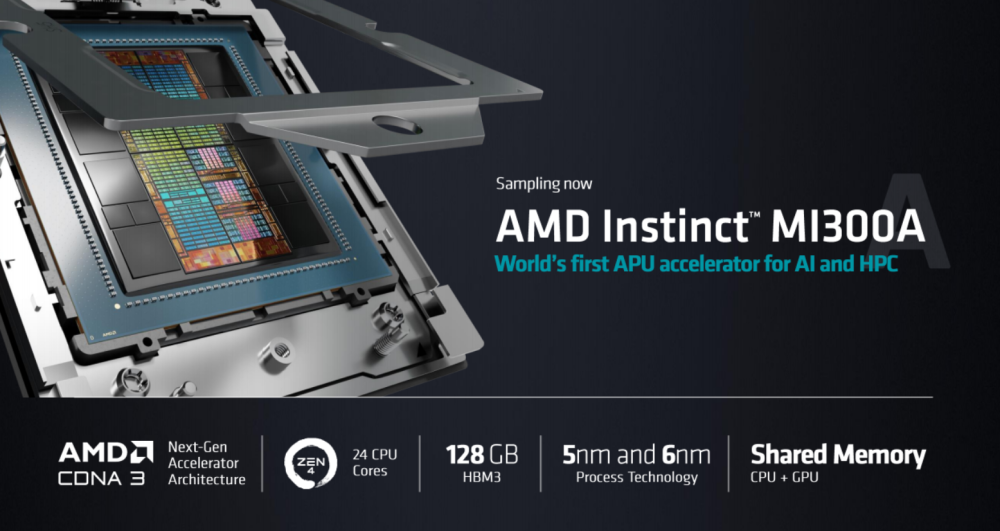 Sampling now
AMD Instinct™ MI300A
A
World's first APU accelerator for AI and HPC
AMD
CDNA 3
Next-Gen
Accelerator
Architecture
ZEN
4
24 CPU
Cores
128 GB
HBM3
5nm and 6nm
Process Technology
Shared Memory
CPU + GPU
AMD